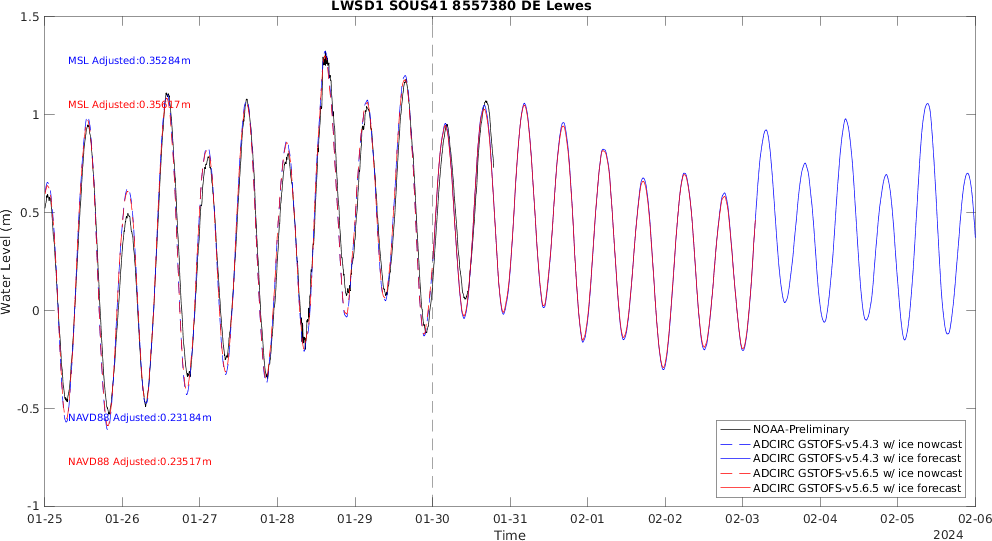 LWSD1 SOUS41 8557380 DE Lewes
1.5
1
0.5
0
-0.5
-1
Water Level (m)
MSL Adjusted:0.35284m
MSL Adjusted:0.35617m
NAVD88 Adjusted:0.23184m
NAVD88 Adjusted:0.23517m
NOAA-Preliminary
ADCIRC GSTOFS-v5.4.3 w/ ice nowcast
ADCIRC GSTOFS-v5.4.3 w/ ice forecast
ADCIRC GSTOFS-v5.6.5 w/ ice nowcast
ADCIRC GSTOFS-v5.6.5 w/ ice forecast
01-25 01-26 01-27 01-28 01-29 01-30 01-31 02-01 02-02 02-03 02-04 02-05 02-06
Time
2024